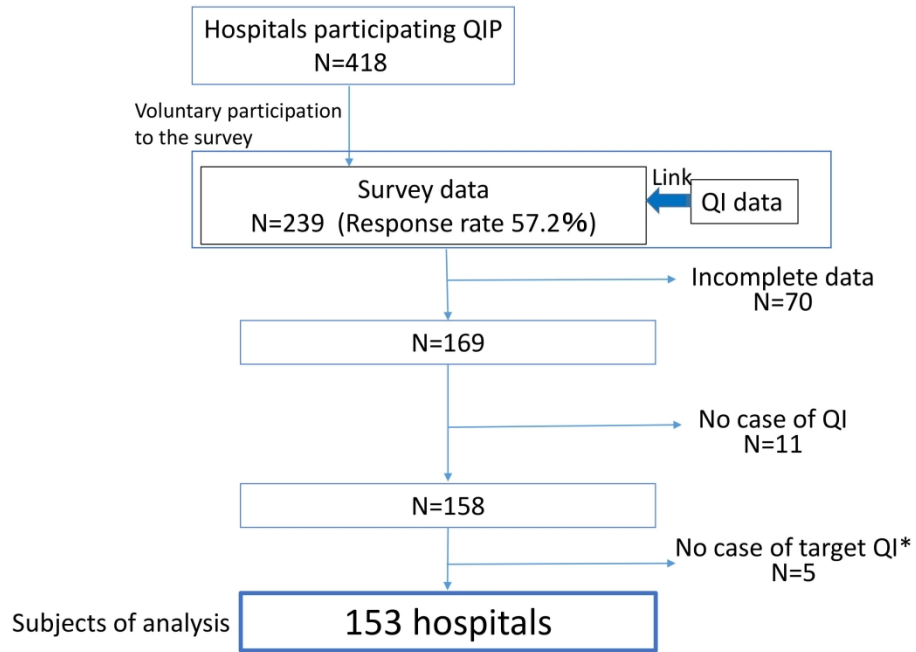 Hospitals participating QIP
N=418
Voluntary participation
to the survey
Survey data
N=239 (Response rate 57.2%)
Link
QI data
Incomplete data
N=70
N=169
No case of QI
N=11
N=158
No case of target QI*
N=5
Subjects of analysis
153 hospitals